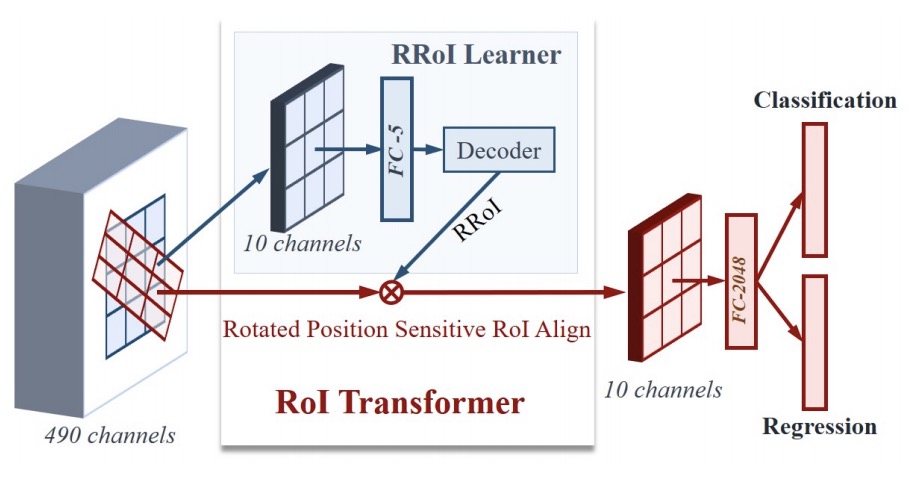 RRoI Learner
Classification
FC-5
Decoder
10 channels
RRoI
FC-2048
Rotated Position Sensitive RoI Align
10 channels
RoI Transformer
490 channels
Regression